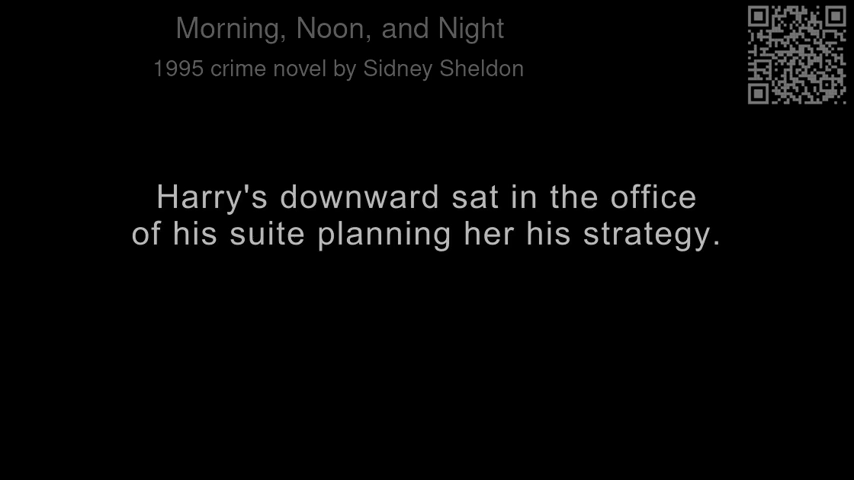 Morning, Noon, and Night
1995 crime novel by Sidney Sheldon
Harry's downward sat in the office
of his suite planning her his strategy.